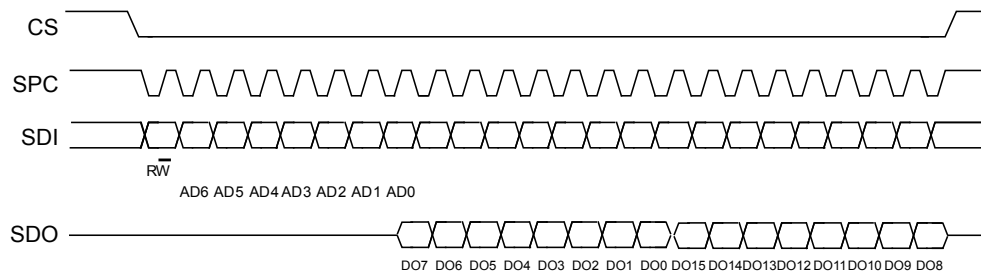 CS
SPC
SDI
RW
AD6 AD5 AD4 AD3 AD2 AD1 AD0
SDO
DO7 DO6 DO5 DO4 DO3 DO2 DO1 DO0 DO15 DO14 DO13 DO12 DO11 DO10 DO9 DO8